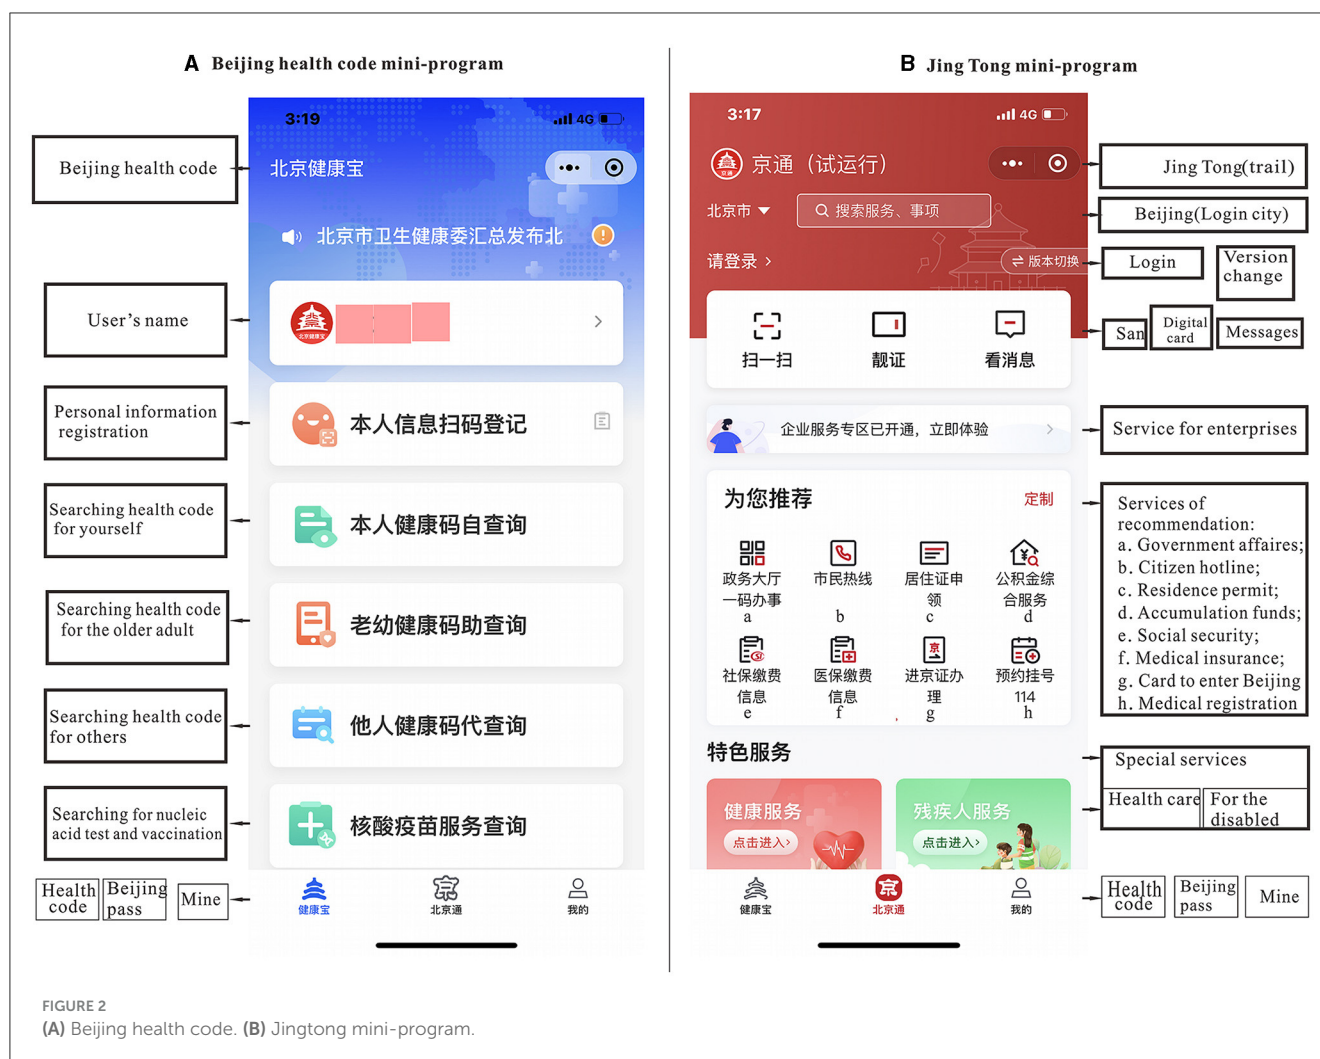 A Beijing health code mini-program
B Jing Tong mini-program
Beijing health code
User's name
Personal information
registration
Searching health code
for yourself
Searching health code
for the older adult
Searching health code
for others
Searching for nucleic
acid test and vaccination
Health
code
Beijing
pass
Mine
3:19
4G
北京健康宝
北京市卫生健康委汇总发布北
北京健康宝
本人信息扫码登记
本人健康码自查询
老幼健康码助查询
他人健康码代查询
核酸疫苗服务查询
健康宝
北京通
我的
3:17
4G
京通
京通（试运行）
北京市
搜索服务、事项
请登录 >
版本切换
扫一扫
靓证
看消息
企业服务专区已开通，立即体验
为您推荐
定制
政务大厅
一码办事
a
市民热线
b
居住证申
领
c
公积金综
合服务
d
社保缴费
信息
e
医保缴费
信息
f
京
进京证办
理
g
预约挂号
114
h
特色服务
健康服务
点击进入>
残疾人服务
点击进入>
健康宝
京
北京通
我的
Jing Tong(trail)
Beijing(Login city)
Login
Version
change
San
Digital
card
Messages
Service for enterprises
Services of
recommendation:
a. Government affaires;
b. Citizen hotline;
c. Residence permit;
d. Accumulation funds;
e. Social security;
f. Medical insurance;
g. Card to enter Beijing
h. Medical registration
Special services
Health care
For the
disabled
Health
code
Beijing
pass
Mine
FIGURE 2
(A) Beijing health code. (B) Jingtong mini-program.